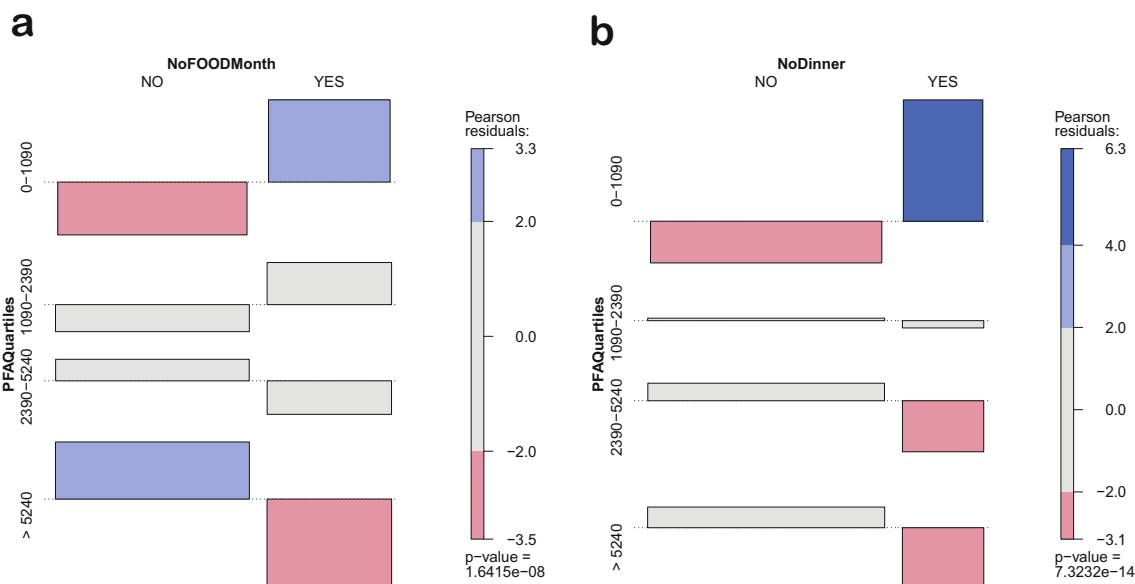 a
NoFOODMonth
NO YES
PFAQuartiles
0−1090
1090−2390
2390−5240
> 5240
Pearson
residuals:
3.3
2.0
0.0
−2.0
−3.5
p−value =
1.6415e−08
b
NoDinner
NO YES
PFAQuartiles
0−1090
1090−2390
2390−5240
> 5240
Pearson
residuals:
6.3
4.0
2.0
0.0
−2.0
−3.1
p−value =
7.3232e−14